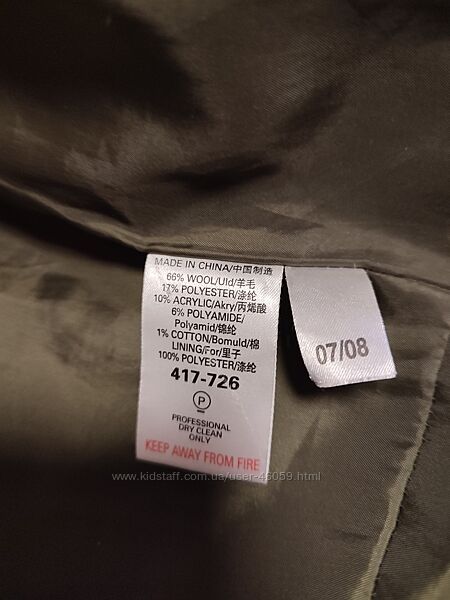 MADE IN CHINA/中国制造
66% WOOL/Uld/羊毛
17% POLYESTER/涤纶
10% ACRYLIC/Akry/丙烯酸
6% POLYAMIDE/
Polyamid/锦纶
1% COTTON/Bomuld/棉
LINING/For/里子
100% POLYESTER/涤纶
417-726
P
PROFESSIONAL
DRY CLEAN
ONLY
KEEP AWAY FROM FIRE
07/08
www.kidstaff.com.ua/user-46059.html